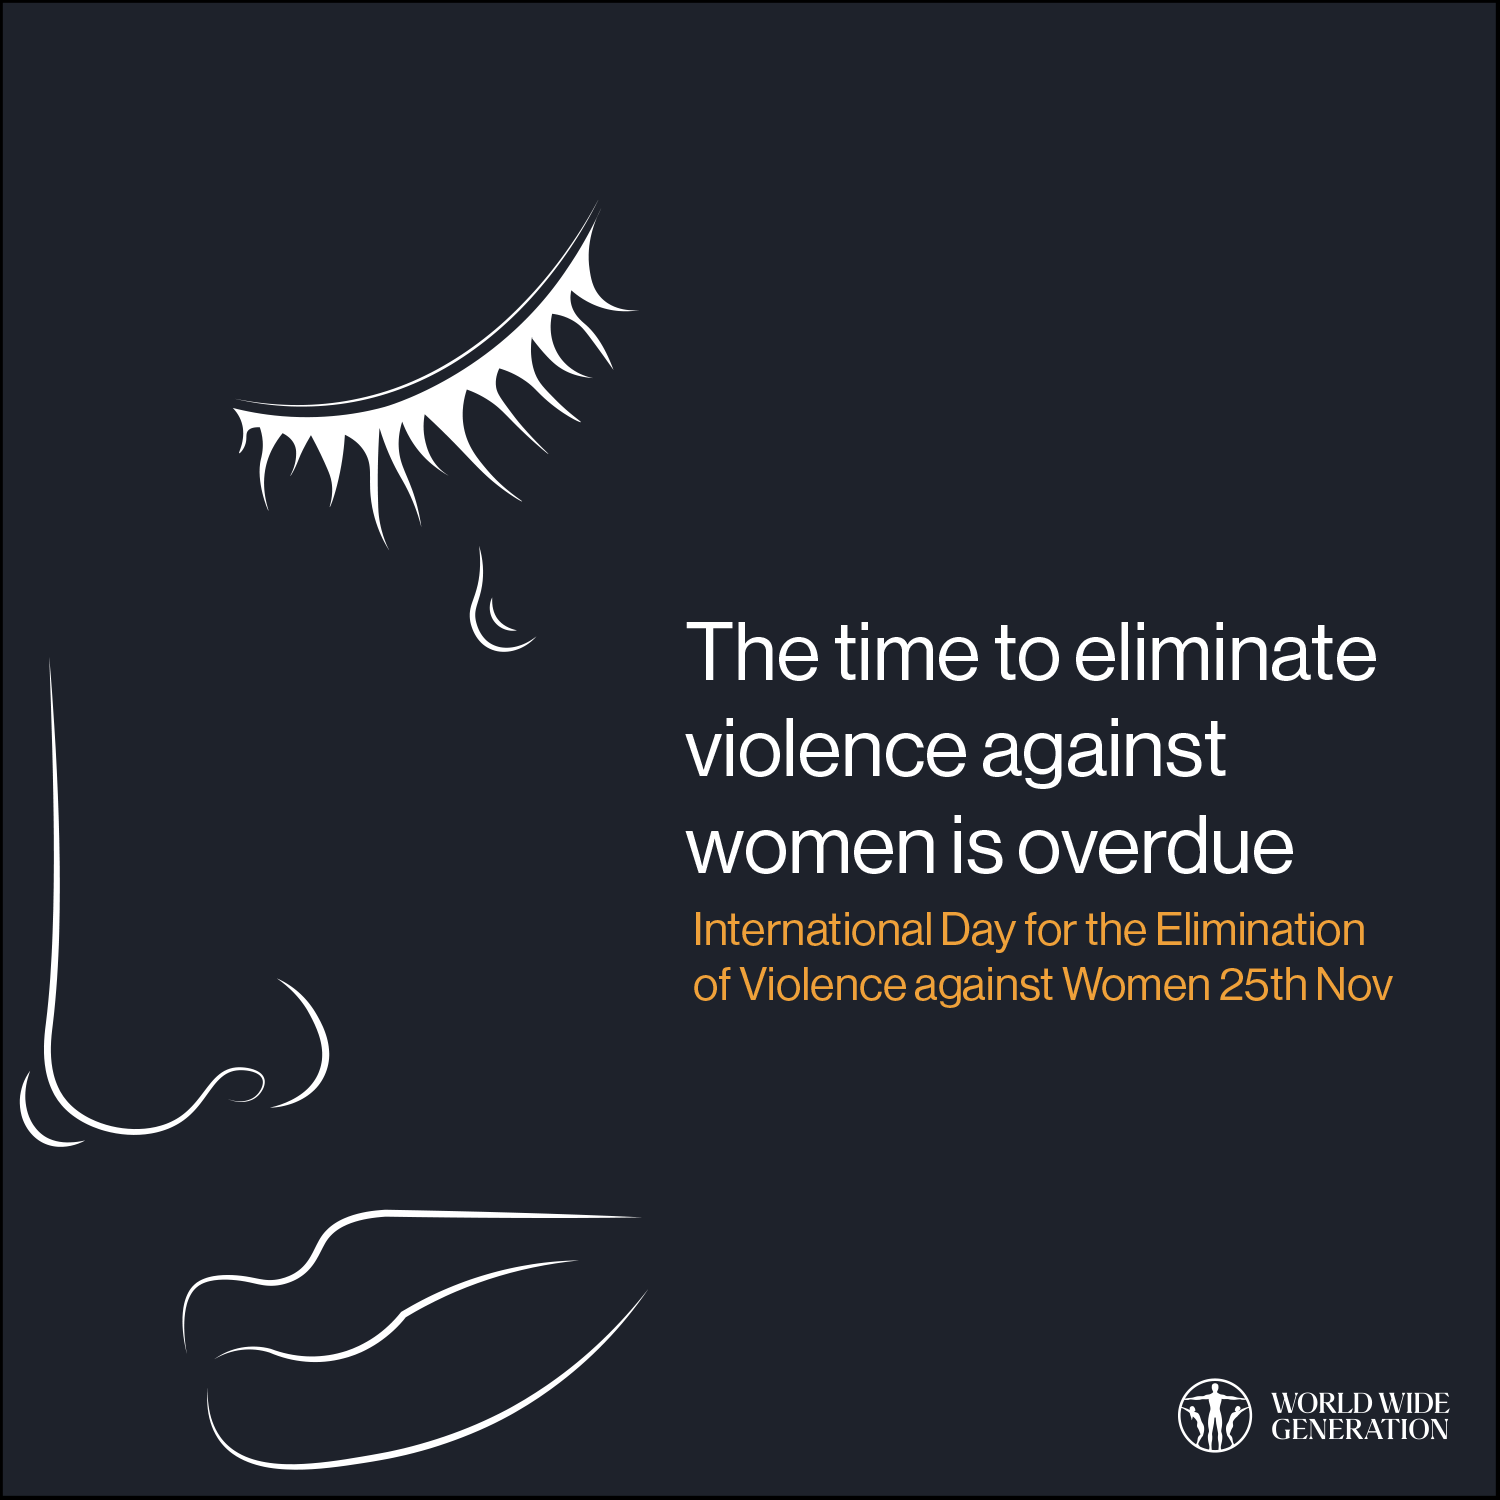 The time to eliminate
violence against
women is overdue
International Day for the Elimination
of Violence against Women 25th Nov
WORLD WIDE
GENERATION